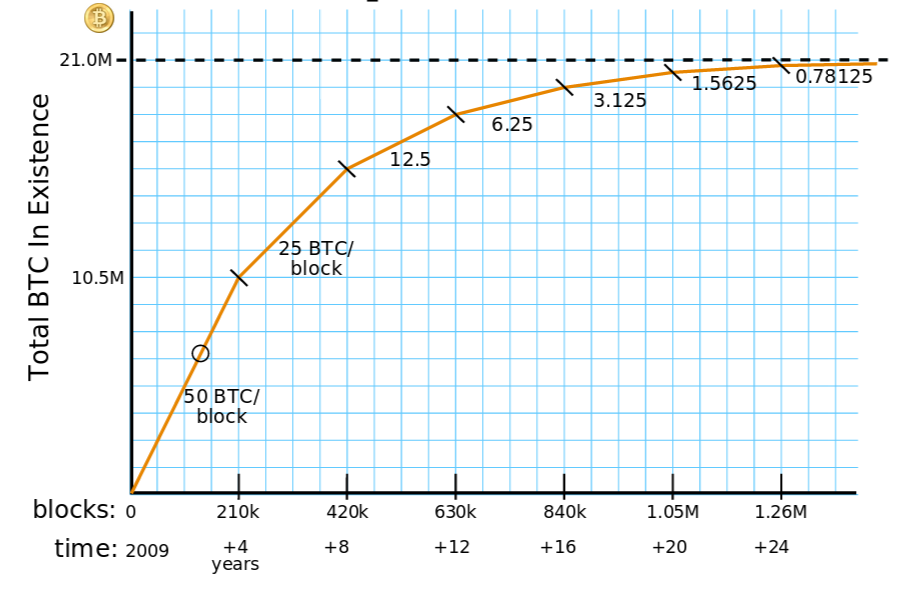 21.0M
0.78125
1.5625
3.125
6.25
12.5
Total BTC In Existence
25 BTC/
block
10.5M
50 BTC/
block
blocks: 0 210k 420k 630k 840k 1.05M 1.26M
time: 2009 +4 +8 +12 +16 +20 +24
years